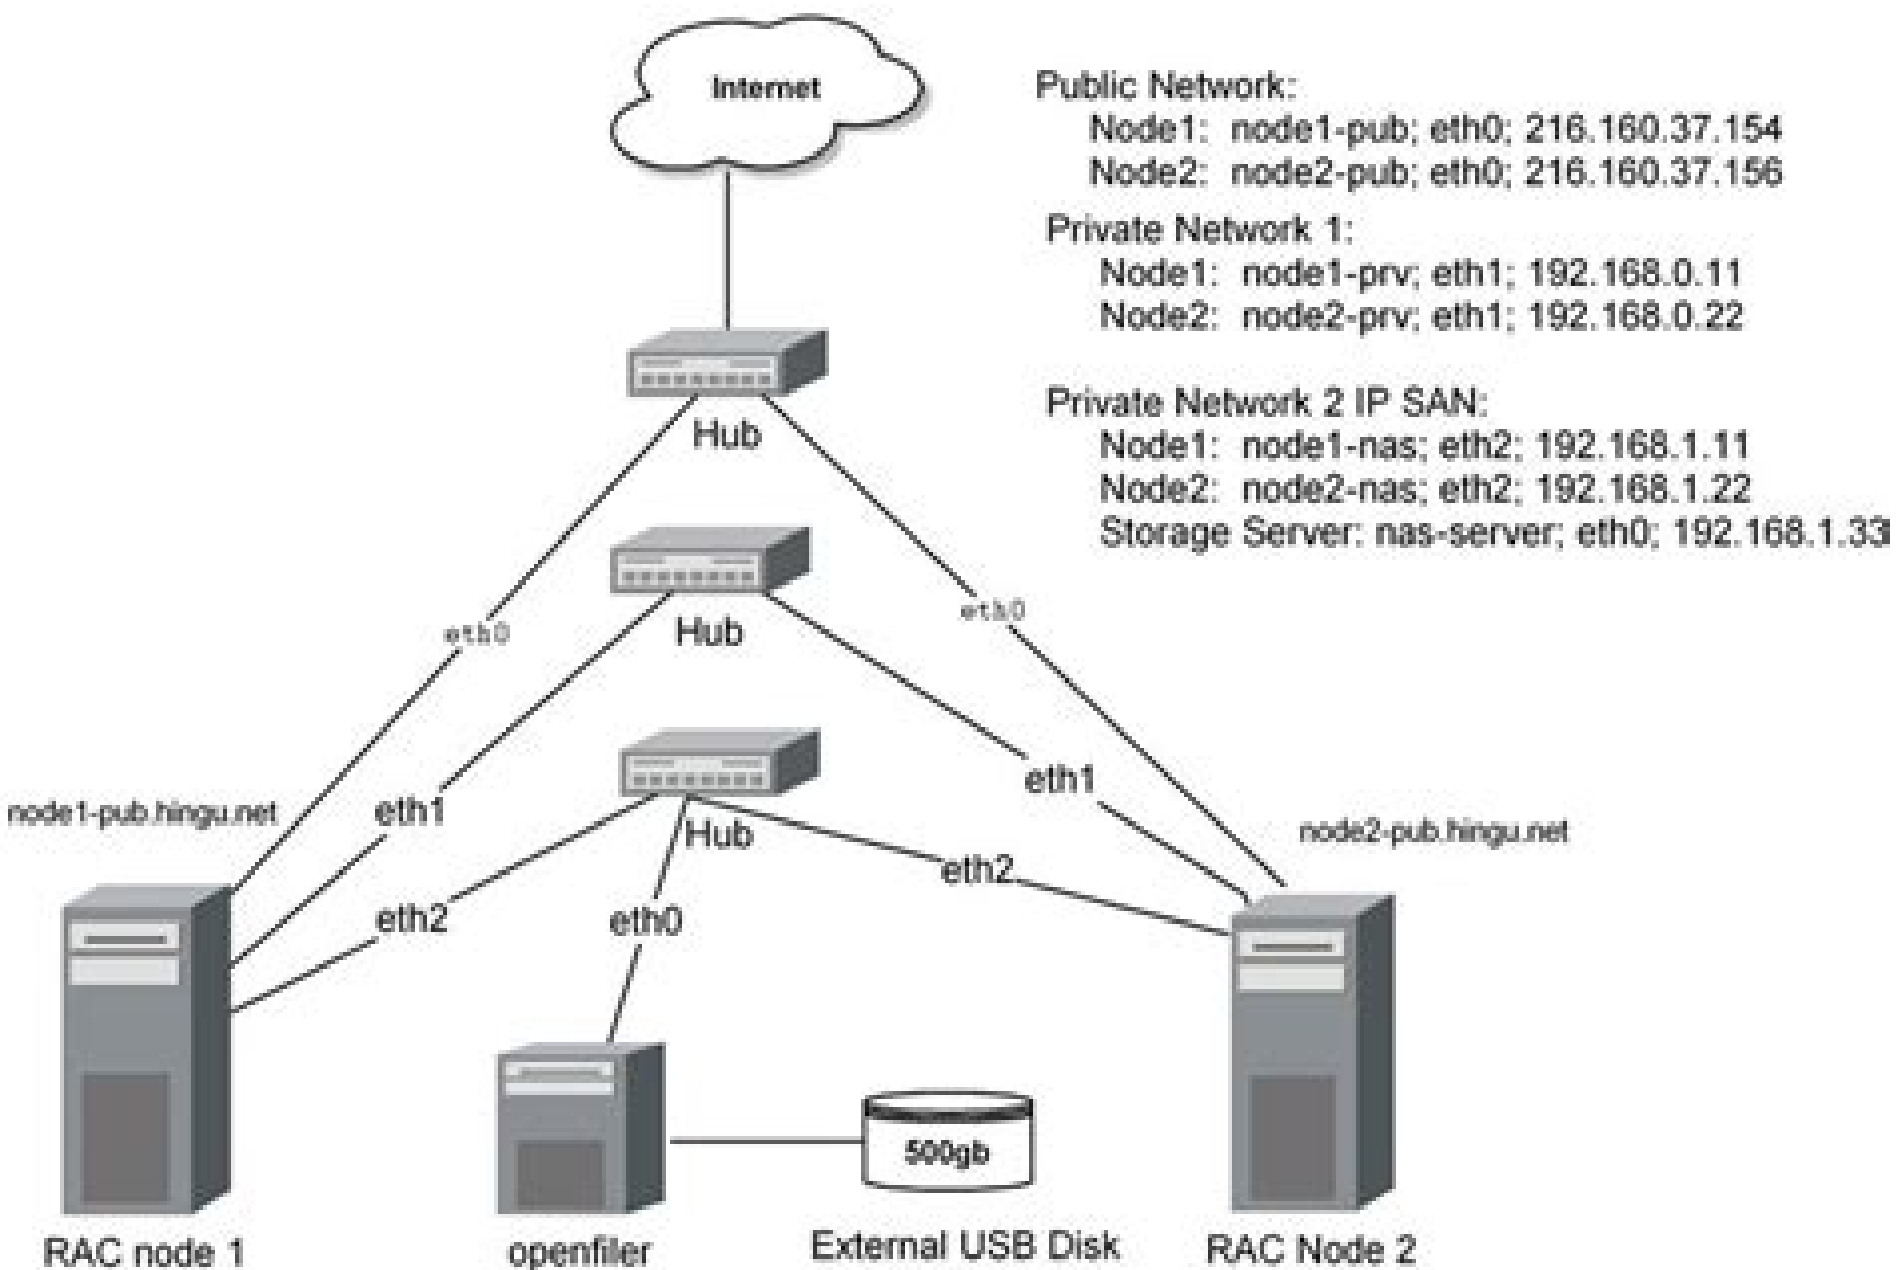 Internet
Public Network:
Node1: node1-pub; eth0; 216.160.37.154
Node2: node2-pub; eth0; 216.160.37.156
Private Network 1:
Node1: node1-prv; eth1; 192.168.0.11
Node2: node2-prv; eth1; 192.168.0.22
Private Network 2 IP SAN:
Node1: node1-nas; eth2; 192.168.1.11
Node2: node2-nas; eth2; 192.168.1.22
Storage Server: nas-server; eth0; 192.168.1.33
Hub
Hub
eth0
eth0
eth1
eth1
node1-pub.hingu.net
node2-pub.hingu.net
Hub
eth2
eth2
eth0
500gb
RAC node 1
openfiler
External USB Disk
RAC Node 2